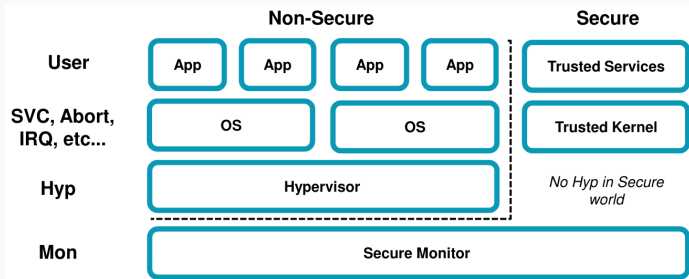 Non-Secure Secure
User App App App App Trusted Services
SVC, Abort,
IRQ, etc... OS OS Trusted Kernel
Hyp Hypervisor No Hyp in Secure
world
Mon Secure Monitor